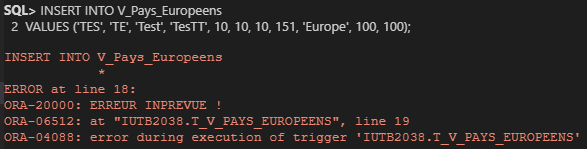 SQL> INSERT INTO V_Pays_Europeens
2 VALUES ('TES', 'TE', 'Test', 'TesTT', 10, 10, 10, 151, 'Europe', 100, 100);
INSERT INTO V_Pays_Europeens
*
ERROR at line 18:
ORA-20000: ERREUR INPREVUE !
ORA-06512: at "IUTB2038.T_V_PAYS_EUROPEENS", line 19
ORA-04088: error during execution of trigger 'IUTB2038.T_V_PAYS_EUROPEENS'